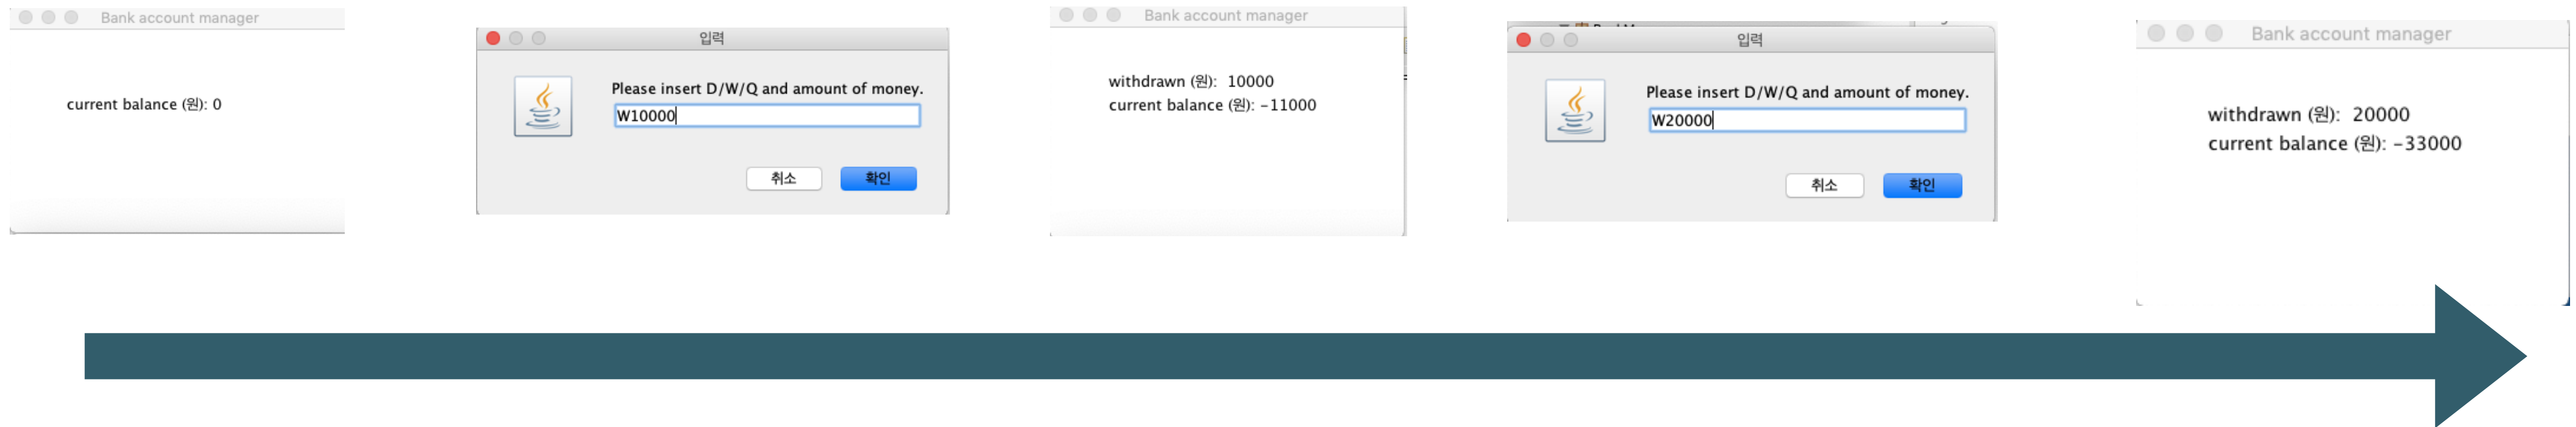 Bank account manager
current balance (원): 0
입력
Please insert D/W/Q and amount of money.
W10000
취소
확인
Bank account manager
withdrawn (원): 10000
current balance (원): -11000
입력
Please insert D/W/Q and amount of money.
W20000
취소
확인
Bank account manager
withdrawn (원): 20000
current balance (원): -33000